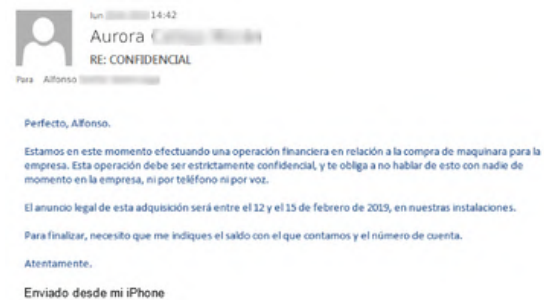 lun 14:42
Aurora
RE: CONFIDENCIAL
Para Alfonso
Perfecto, Alfonso.
Estamos en este momento efectuando una operación financiera en relación a la compra de maquinara para la
empresa. Esta operación debe ser estrictamente confidencial, y te obliga a no hablar de esto con nadie de
momento en la empresa, ni por teléfono ni por voz.
El anuncio legal de esta adquisición será entre el 12 y el 15 de febrero de 2019, en nuestras instalaciones.
Para finalizar, necesito que me indiques el saldo con el que contamos y el número de cuenta.
Atentamente.
Enviado desde mi iPhone